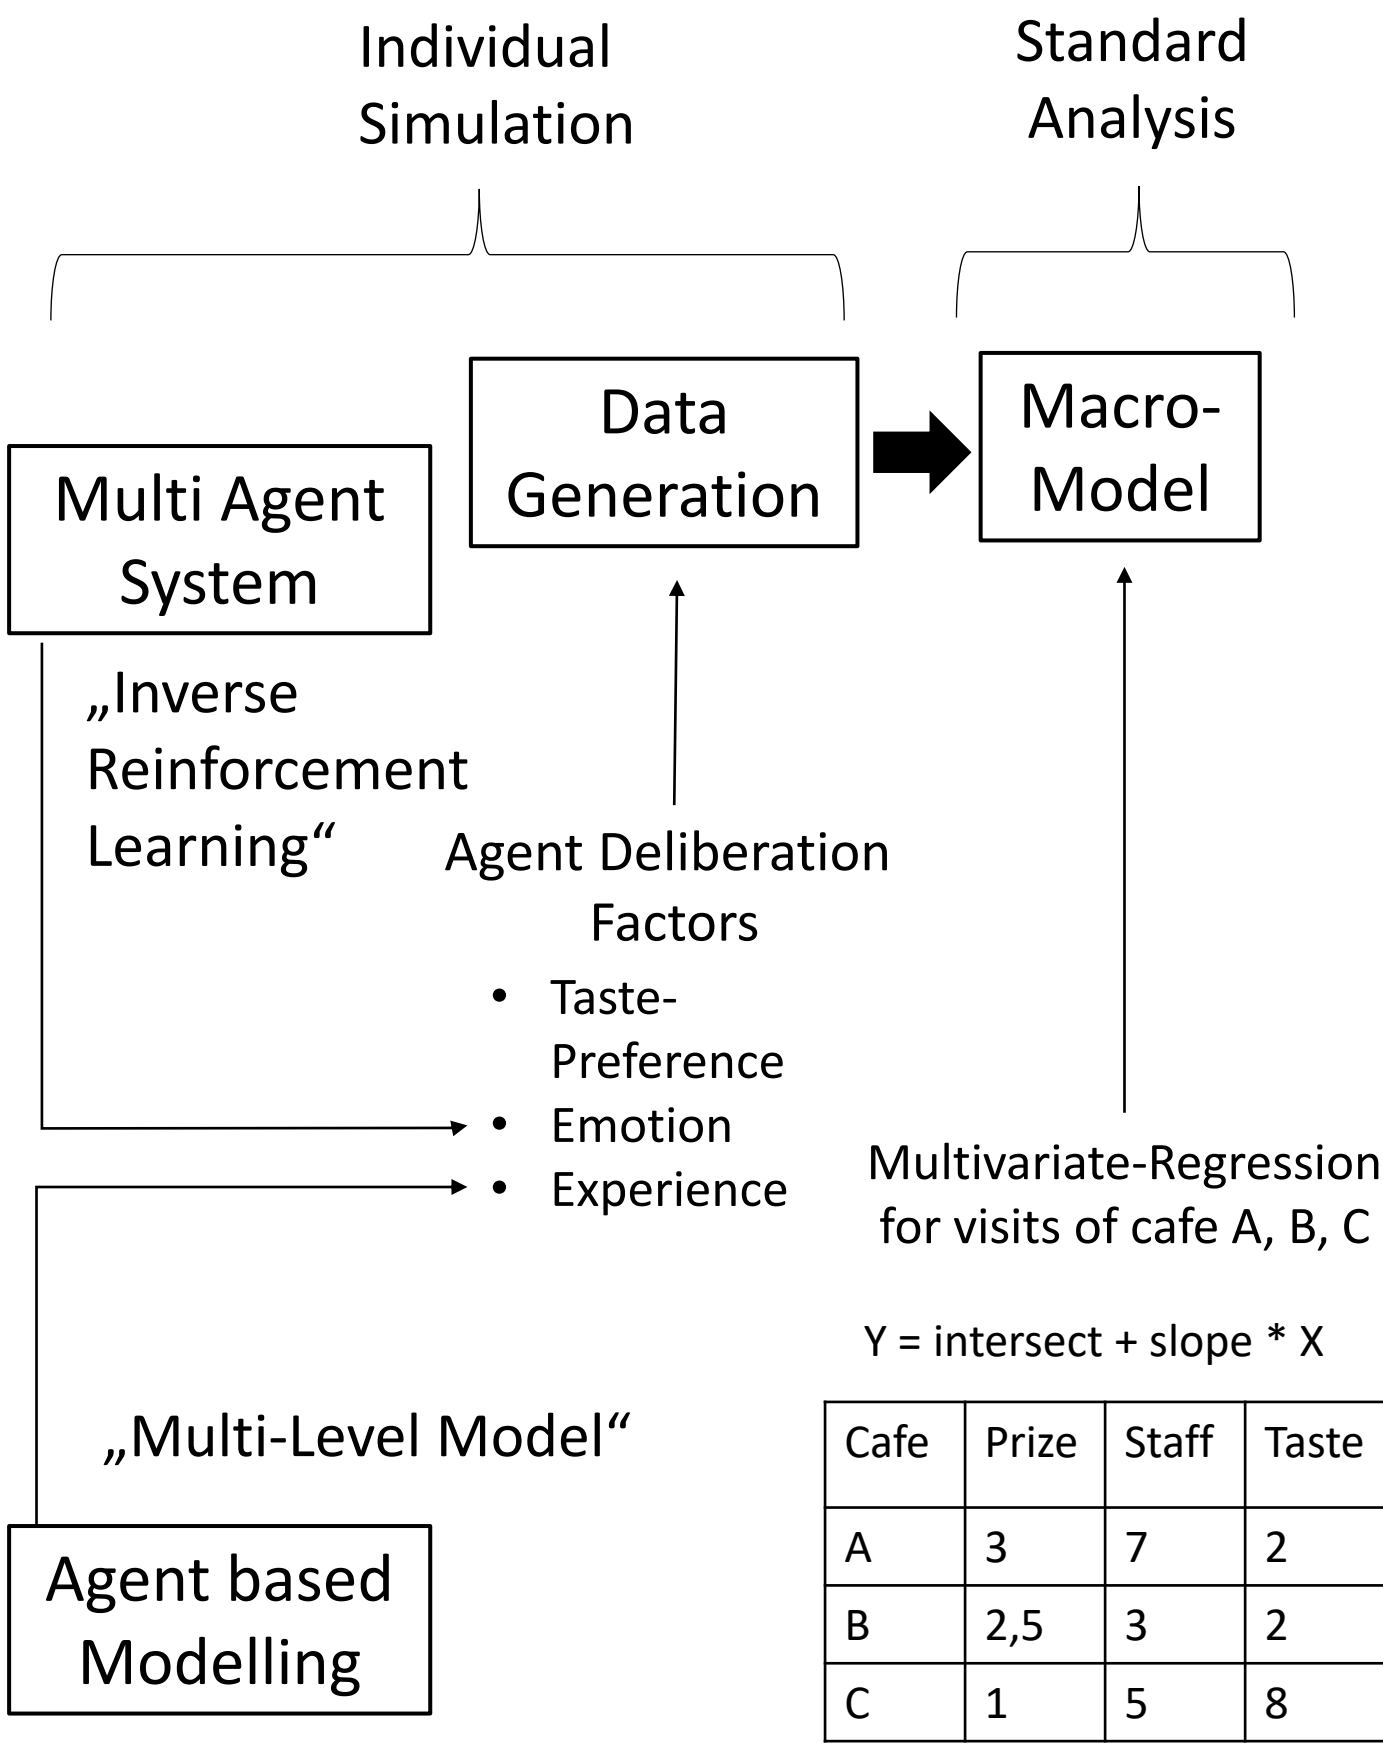 Individual
Simulation
Standard
Analysis
Data
Generation
Macro-
Model
Multi Agent
System
„Inverse
Reinforcement
Learning“
Agent Deliberation
Factors
• Taste-
Preference
• Emotion
• Experience
Multivariate-Regression
for visits of cafe A, B, C
Y = intersect + slope * X
„Multi-Level Model“
Agent based
Modelling
Cafe Prize Staff Taste
A 3 7 2
B 2,5 3 2
C 1 5 8